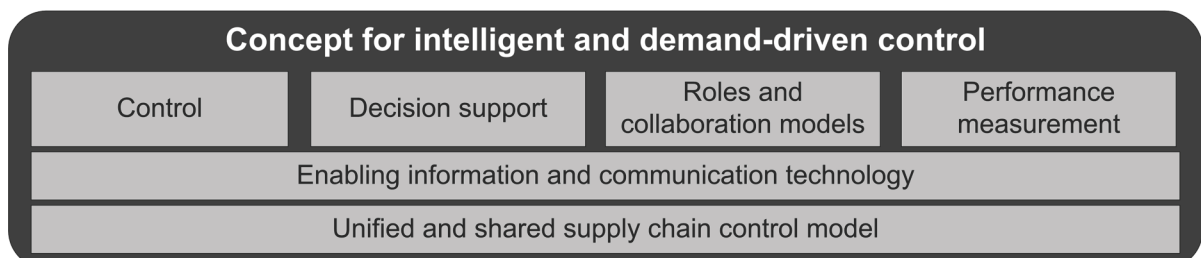 Concept for intelligent and demand-driven control
Control
Decision support
Roles and
collaboration models
Performance
measurement
Enabling information and communication technology
Unified and shared supply chain control model